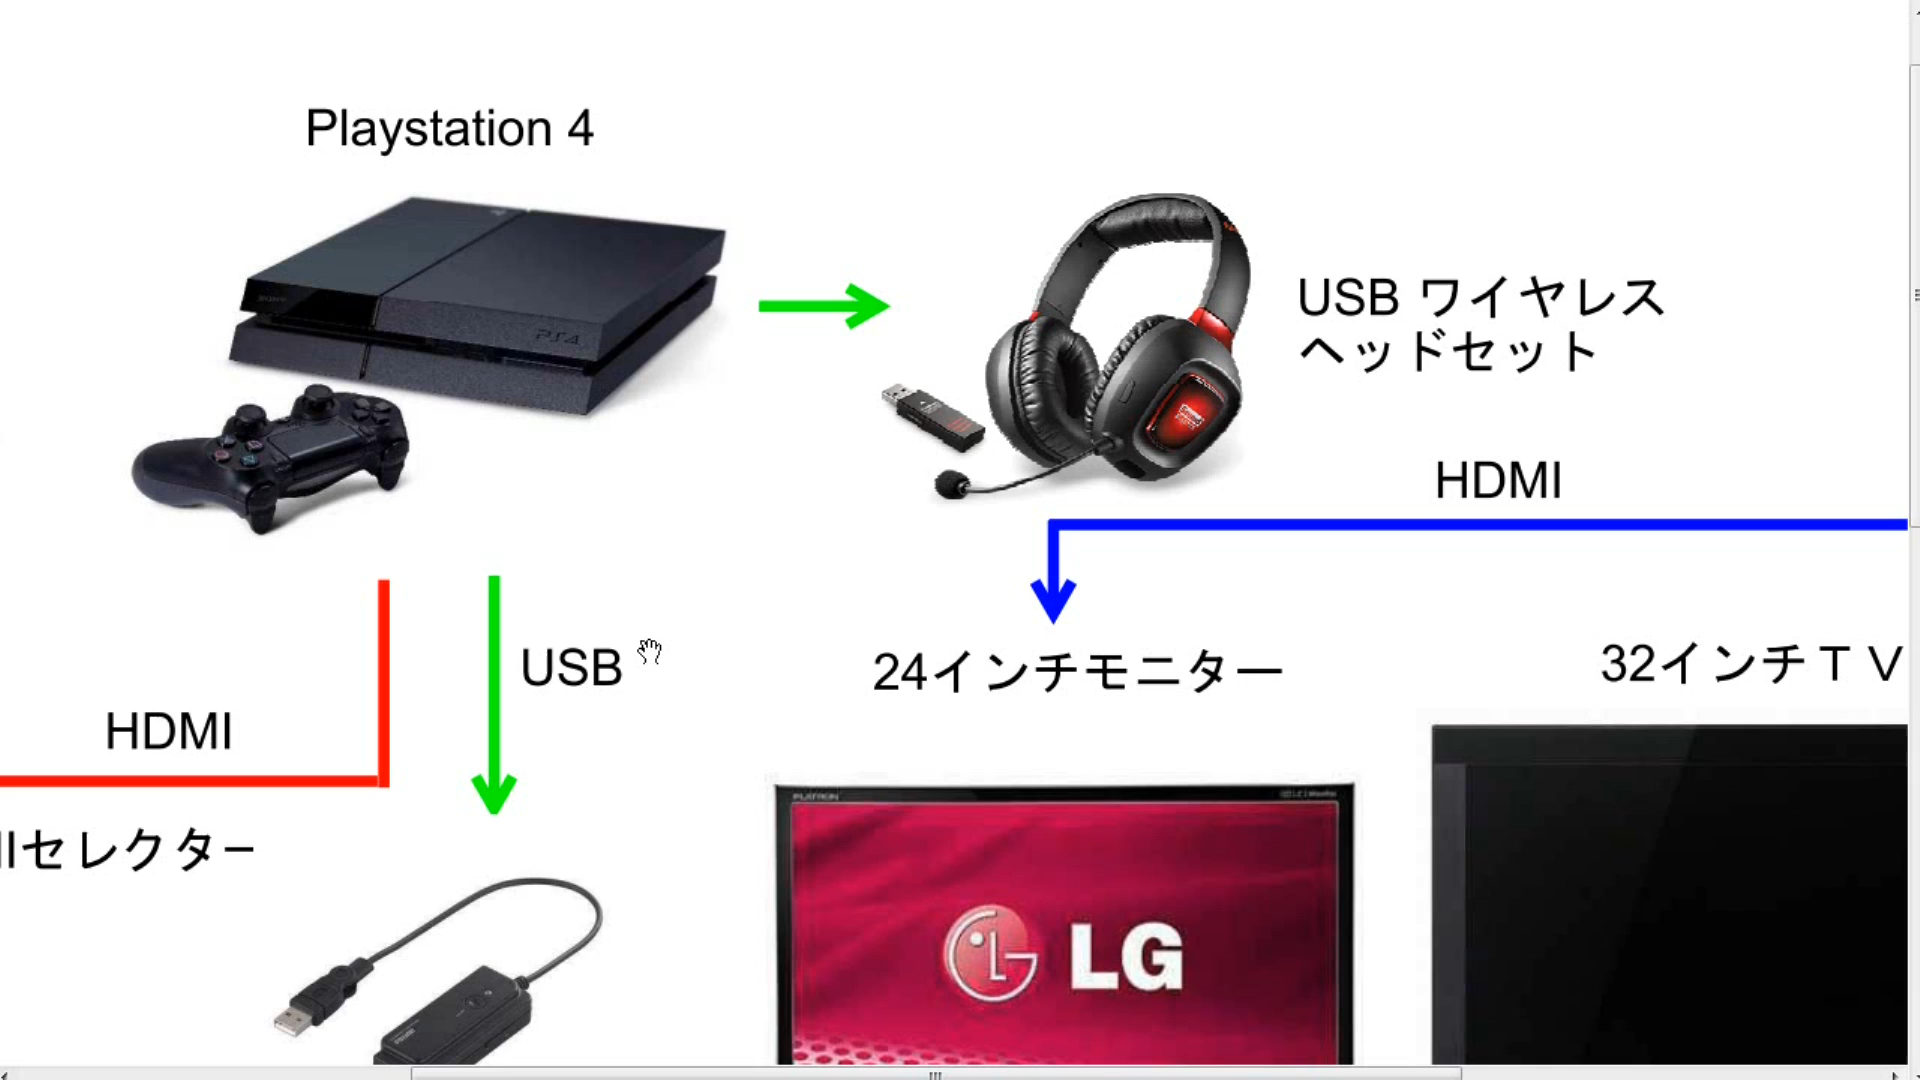 Playstation 4
PS4
USB ワイヤレス
ヘッドセット
HDMI
USB
24インチモニター
32インチＴＶ
HDMI
Iセレクター
LG